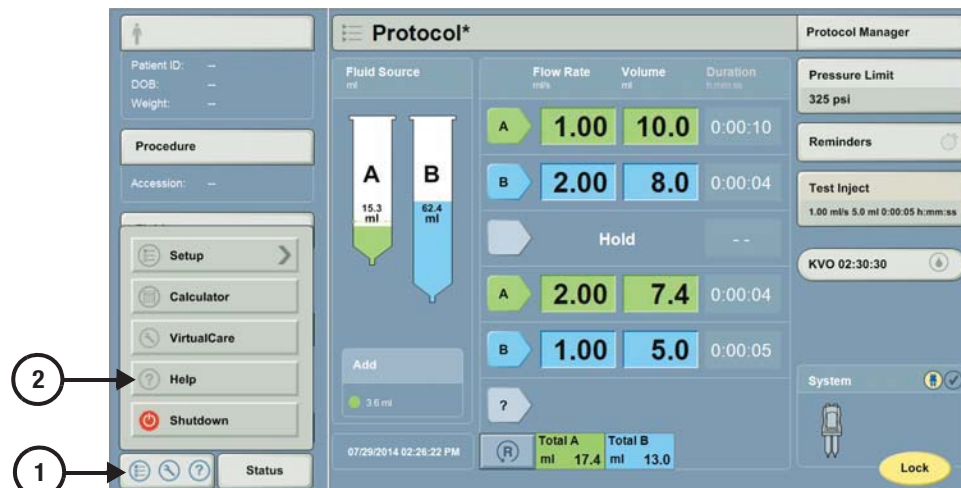 Patient ID: --
DOB: --
Weight: --
Procedure
Accession: --
Setup
Calculator
VirtualCare
2
? Help
Shutdown
1
?
Status
Protocol*
Fluid Source
ml
A
15.3
ml
B
62.4
ml
Add
3.6 ml
07/29/2014 02:26:22 PM
Flow Rate Volume Duration
ml/s ml h:mm:ss
A 1.00 10.0 0:00:10
B 2.00 8.0 0:00:04
Hold --
A 2.00 7.4 0:00:04
B 1.00 5.0 0:00:05
?
R
Total A
ml 17.4
Total B
ml 13.0
Protocol Manager
Pressure Limit
325 psi
Reminders
Test Inject
1.00 ml/s 5.0 ml 0:00:05 h:mm:ss
KVO 02:30:30
System
Lock